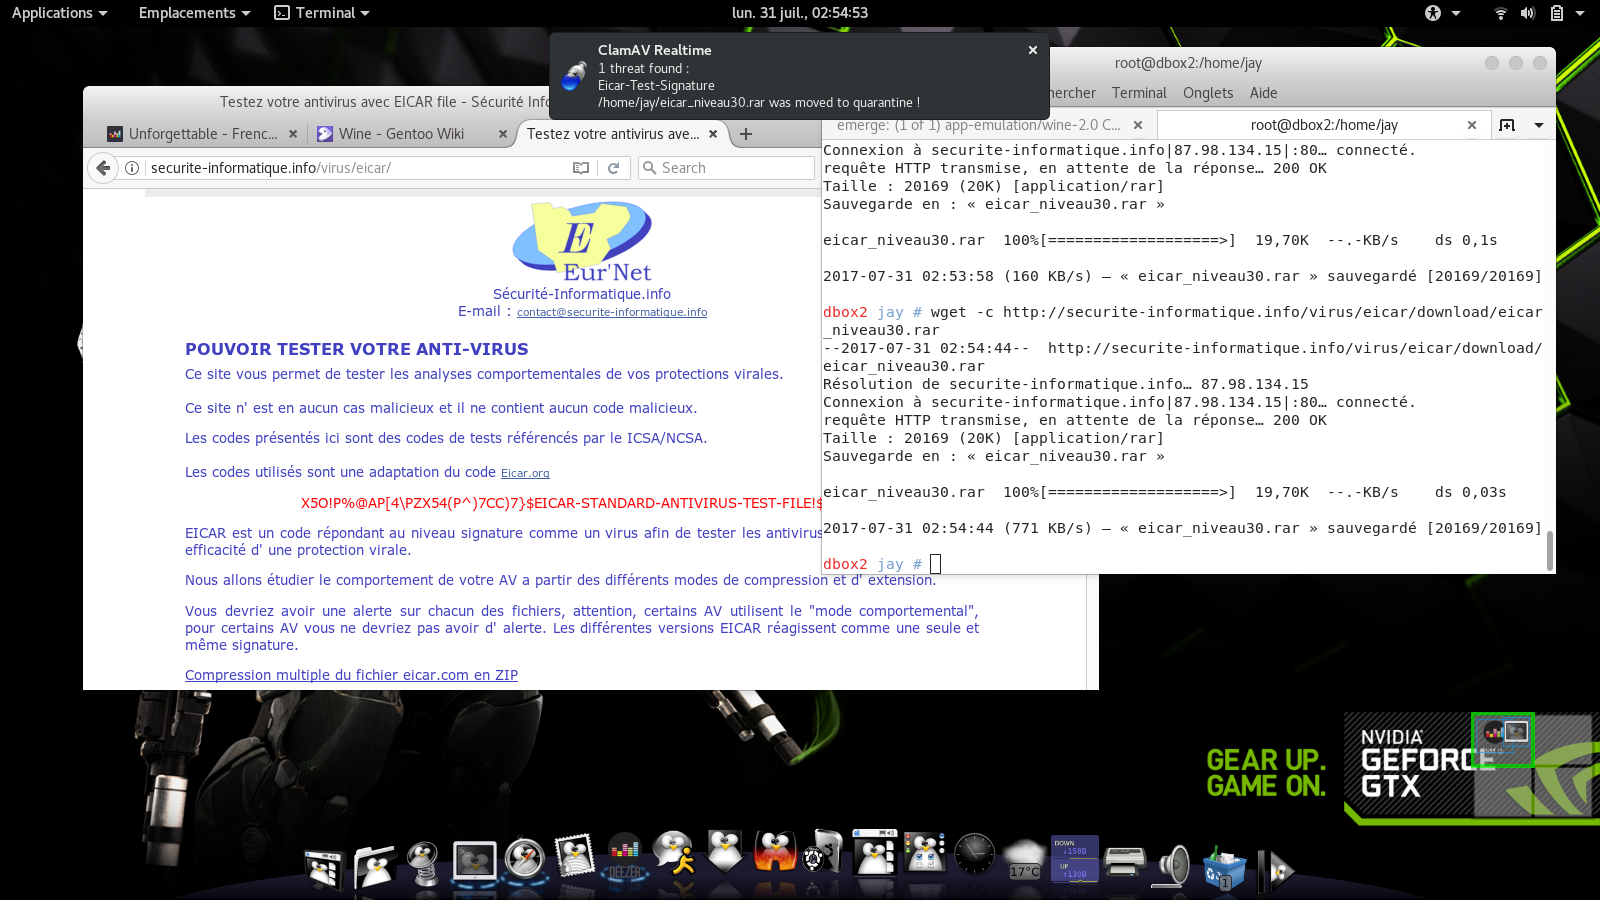 Applications
Emplacements
Terminal
lun. 31 juil., 02:54:53
ClamAV Realtime
1 threat found :
Eicar-Test-Signature
/home/jay/eicar_niveau30.rar was moved to quarantine !
root@dbox2:/home/jay
ercher Terminal Onglets Aide
emerge: (1 of 1) app-emulation/wine-2.0 C...
root@dbox2:/home/jay
Testez votre antivirus avec EICAR file - Sécurité Inf
Unforgettable - Frenc...
Wine - Gentoo Wiki
Testez votre antivirus ave...
securite-informatique.info/virus/eicar/
Search
E
Eur'Net
Sécurité-Informatique.info
E-mail : contact@securite-informatique.info
POUVOIR TESTER VOTRE ANTI-VIRUS
Ce site vous permet de tester les analyses comportementales de vos protections virales.
Ce site n' est en aucun cas malicieux et il ne contient aucun code malicieux.
Les codes présentés ici sont des codes de tests référencés par le ICSA/NCSA.
Les codes utilisés sont une adaptation du code Eicar.org
X5O!P%@AP[4\PZX54(P^)7CC)7}$EICAR-STANDARD-ANTIVIRUS-TEST-FILE!$
EICAR est un code répondant au niveau signature comme un virus afin de tester les antivirus
efficacité d' une protection virale.
Nous allons étudier le comportement de votre AV a partir des différents modes de compression et d' extension.
Vous devriez avoir une alerte sur chacun des fichiers, attention, certains AV utilisent le "mode comportemental",
pour certains AV vous ne devriez pas avoir d' alerte. Les différentes versions EICAR réagissent comme une seule et
même signature.
Compression multiple du fichier eicar.com en ZIP
Connexion à securite-informatique.info|87.98.134.15|:80… connecté.
requête HTTP transmise, en attente de la réponse… 200 OK
Taille : 20169 (20K) [application/rar]
Sauvegarde en : « eicar_niveau30.rar »
eicar_niveau30.rar 100%[===================>] 19,70K --.-KB/s ds 0,1s
2017-07-31 02:53:58 (160 KB/s) — « eicar_niveau30.rar » sauvegardé [20169/20169]
dbox2 jay # wget -c http://securite-informatique.info/virus/eicar/download/eicar
_niveau30.rar
--2017-07-31 02:54:44-- http://securite-informatique.info/virus/eicar/download/
eicar_niveau30.rar
Résolution de securite-informatique.info… 87.98.134.15
Connexion à securite-informatique.info|87.98.134.15|:80… connecté.
requête HTTP transmise, en attente de la réponse… 200 OK
Taille : 20169 (20K) [application/rar]
Sauvegarde en : « eicar_niveau30.rar »
eicar_niveau30.rar 100%[===================>] 19,70K --.-KB/s ds 0,03s
2017-07-31 02:54:44 (771 KB/s) — « eicar_niveau30.rar » sauvegardé [20169/20169]
dbox2 jay #
GEAR UP.
GAME ON.
NVIDIA
GEFORCE
GTX
DEEZER
17°C
DOWN
↓150B
UP
↑130B
1